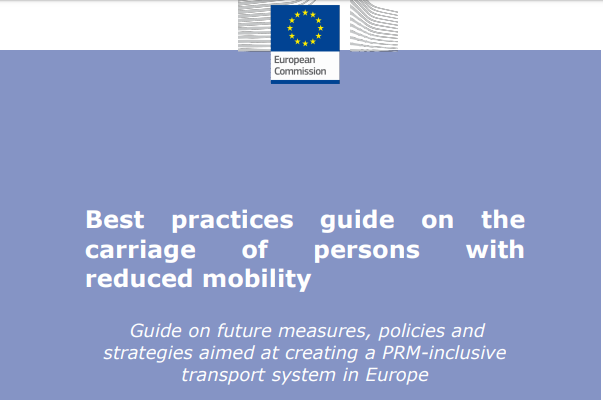 European
Commission
Best practices guide on the
carriage of persons with
reduced mobility
Guide on future measures, policies and
strategies aimed at creating a PRM-inclusive
transport system in Europe